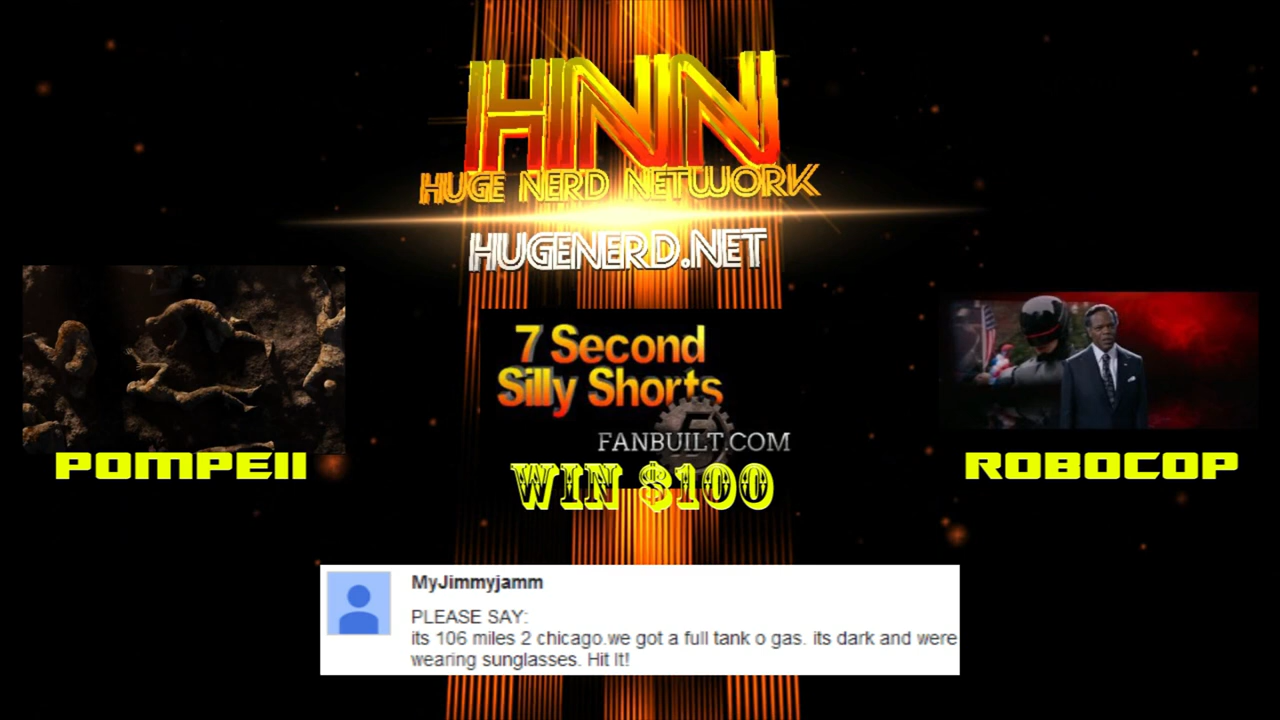 HNN
HUGE NERD NETWORK
HUGENERD.NET
7 Second
Silly Shorts
FANBUILT.COM
WIN $100
POMPEII
ROBOCOP
MyJimmyjamm
PLEASE SAY:
its 106 miles 2 chicago.we got a full tank o gas. its dark and were
wearing sunglasses. Hit It!